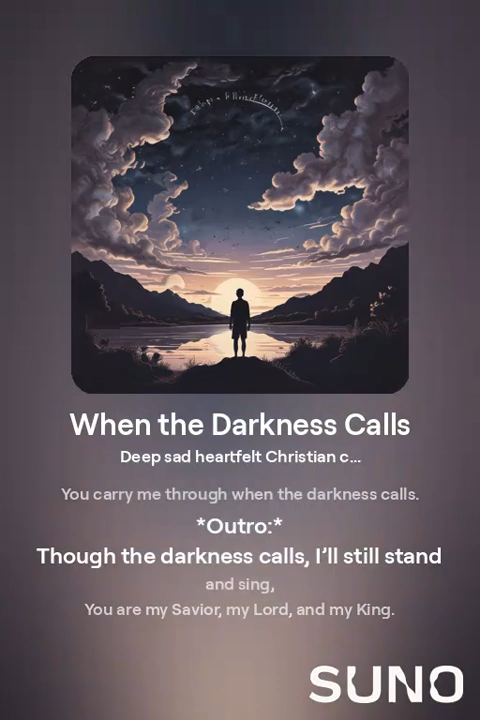 When the Darkness Calls
Deep sad heartfelt Christian c...
You carry me through when the darkness calls.
*Outro:*
Though the darkness calls, I'll still stand
and sing,
You are my Savior, my Lord, and my King.
SUNO